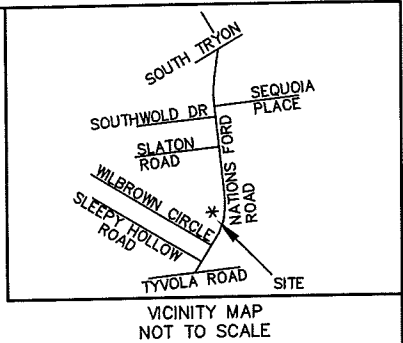 SOUTH TRYON
SEQUOIA
PLACE
SOUTHWOLD DR
SLATON
ROAD
NATIONS FORD
ROAD
WILBROWN CIRCLE
SLEEPY HOLLOW
ROAD
TYVOLA ROAD
SITE
VICINITY MAP
NOT TO SCALE